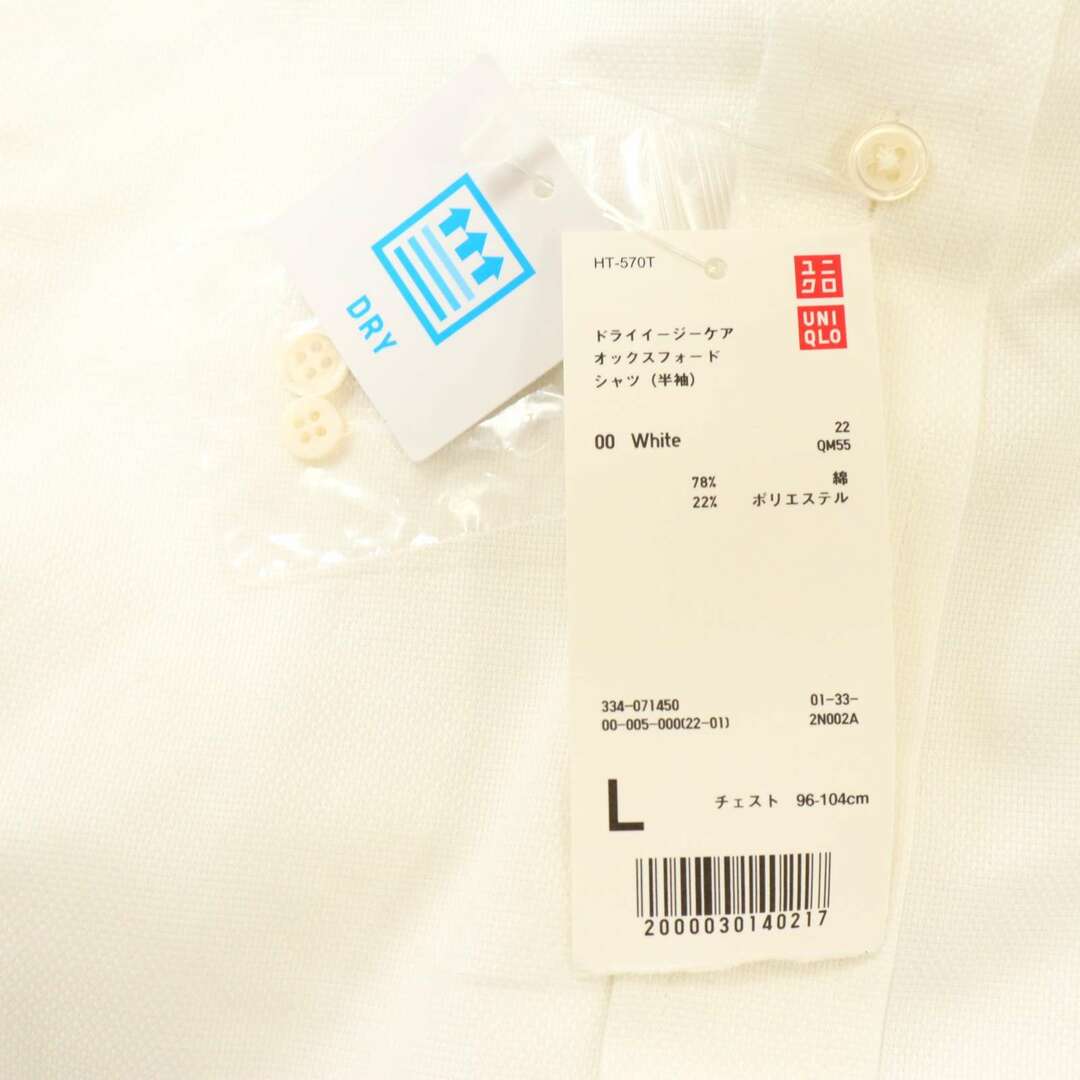 DRY
HT-570T
ユニ
クロ
UNI
QLO
ドライイージーケア
オックスフォード
シャツ（半袖）
00 White
22
QM55
78% 綿
22% ポリエステル
334-071450 01-33-
00-005-000(22-01) 2N002A
L チェスト 96-104cm
2000030140217